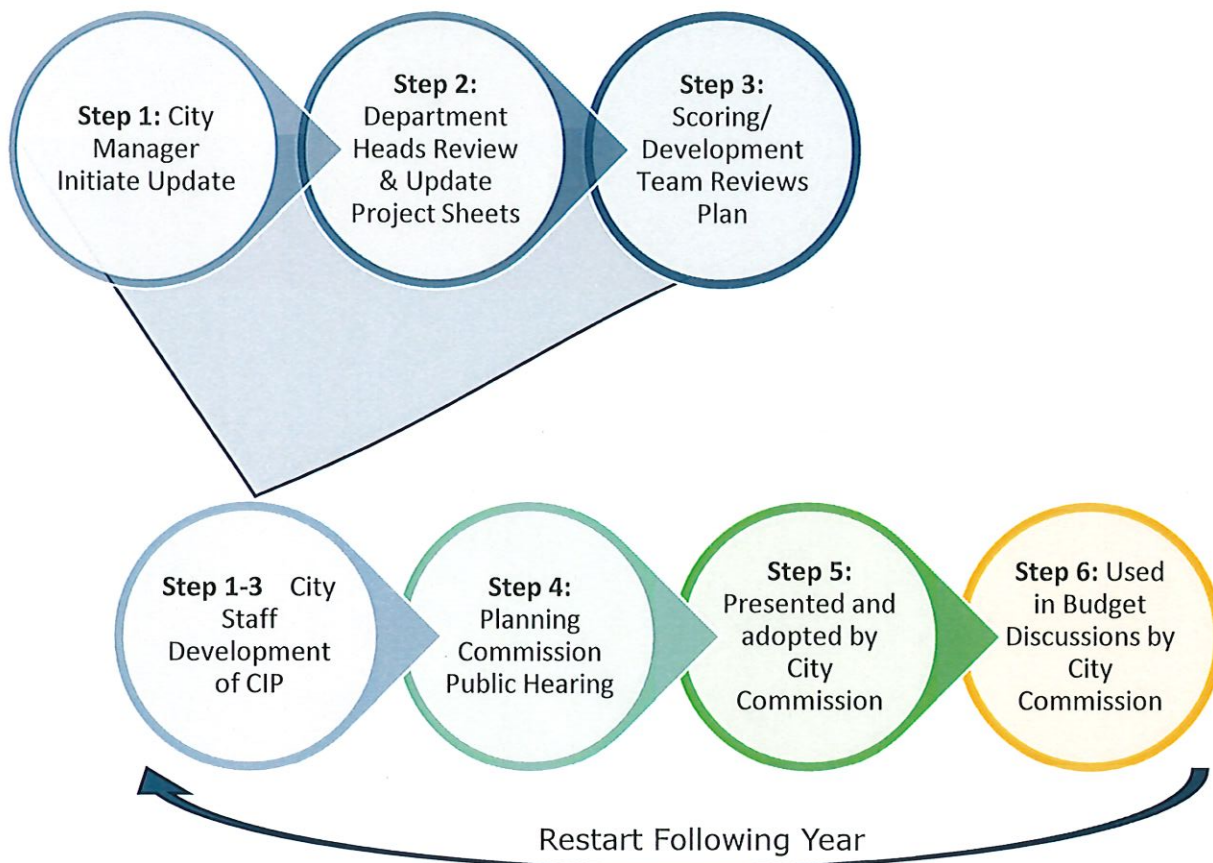 Step 1: City
Manager
Initiate Update
Step 2:
Department
Heads Review
& Update
Project Sheets
Step 3:
Scoring/
Development
Team Reviews
Plan
Step 1-3 City
Staff
Development
of CIP
Step 4:
Planning
Commission
Public Hearing
Step 5:
Presented and
adopted by
City
Commission
Step 6: Used
in Budget
Discussions by
City
Commission
Restart Following Year